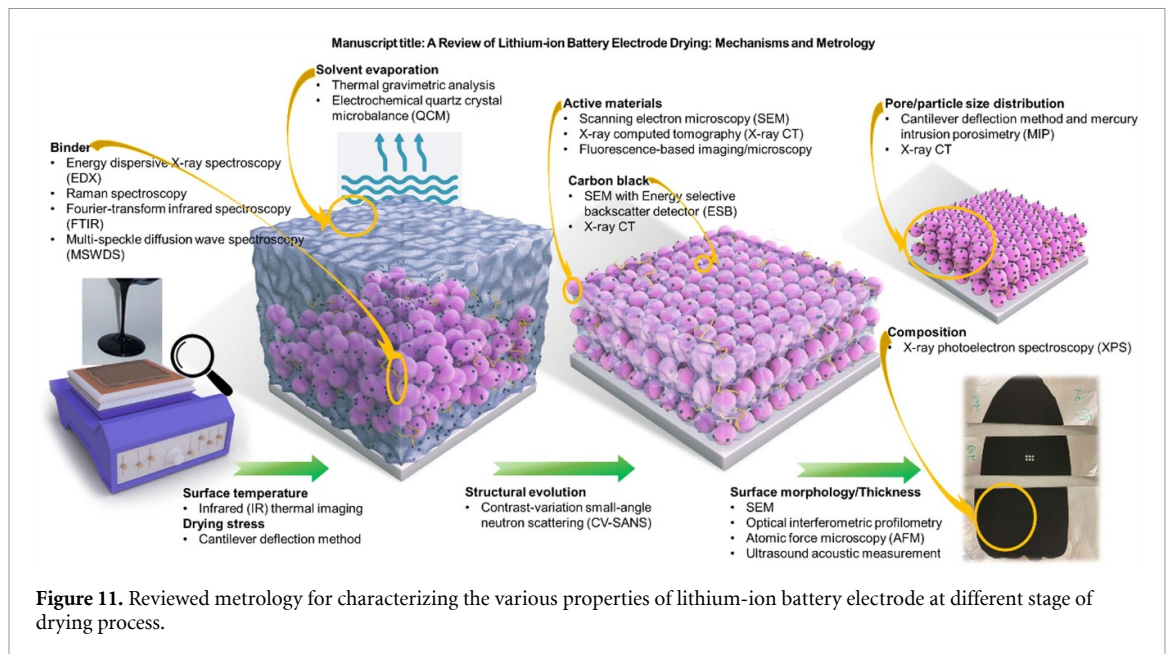 Manuscript title: A Review of Lithium-ion Battery Electrode Drying: Mechanisms and Metrology
Solvent evaporation
• Thermal gravimetric analysis
• Electrochemical quartz crystal
microbalance (QCM)
Binder
• Energy dispersive X-ray spectroscopy
(EDX)
• Raman spectroscopy
• Fourier-transform infrared spectroscopy
(FTIR)
• Multi-speckle diffusion wave spectroscopy
(MSWDS)
Active materials
• Scanning electron microscopy (SEM)
• X-ray computed tomography (X-ray CT)
• Fluorescence-based imaging/microscopy
Carbon black
• SEM with Energy selective
backscatter detector (ESB)
• X-ray CT
Pore/particle size distribution
• Cantilever deflection method and mercury
intrusion porosimetry (MIP)
• X-ray CT
Composition
• X-ray photoelectron spectroscopy (XPS)
Surface temperature
• Infrared (IR) thermal imaging
Drying stress
• Cantilever deflection method
Structural evolution
• Contrast-variation small-angle
neutron scattering (CV-SANS)
Surface morphology/Thickness
• SEM
• Optical interferometric profilometry
• Atomic force microscopy (AFM)
• Ultrasound acoustic measurement
Figure 11. Reviewed metrology for characterizing the various properties of lithium-ion battery electrode at different stage of
drying process.